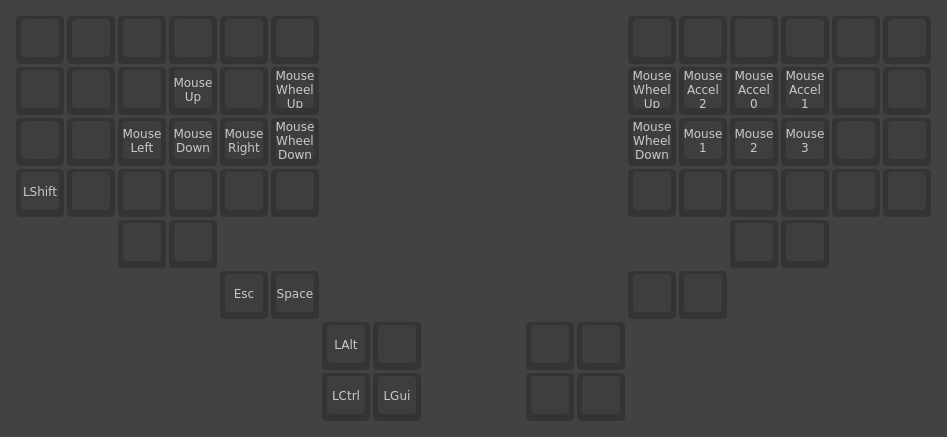 Mouse Up
Mouse Wheel Up
Mouse Wheel Up
Mouse Accel 2
Mouse Accel 0
Mouse Accel 1
Mouse Left
Mouse Down
Mouse Right
Mouse Wheel Down
Mouse Wheel Down
Mouse 1
Mouse 2
Mouse 3
LShift
Esc
Space
LAlt
LCtrl
LGui